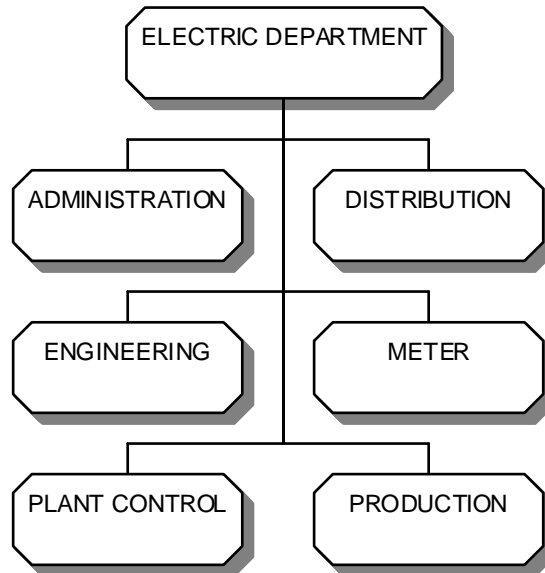 ELECTRIC DEPARTMENT
ADMINISTRATION
DISTRIBUTION
ENGINEERING
METER
PLANT CONTROL
PRODUCTION